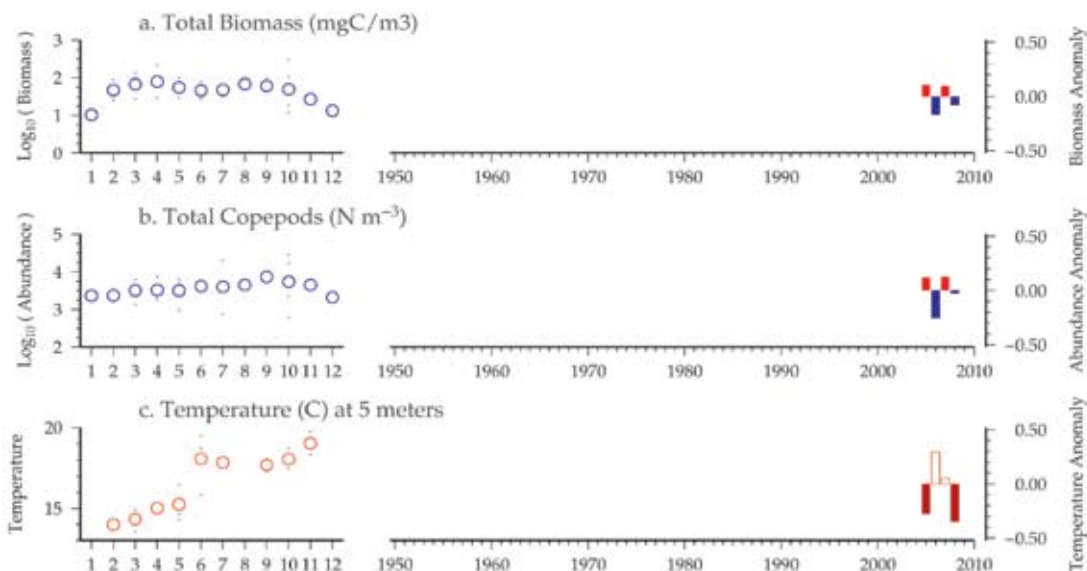 a. Total Biomass (mgC/m3)
Log₁₀ ( Biomass )
3
2
1
0
1 2 3 4 5 6 7 8 9 10 11 12
1950 1960 1970 1980 1990 2000 2010
0.50
0.00
−0.50
Biomass Anomaly
b. Total Copepods (N m⁻³)
Log₁₀ ( Abundance )
5
4
3
2
1 2 3 4 5 6 7 8 9 10 11 12
1950 1960 1970 1980 1990 2000 2010
0.50
0.00
−0.50
Abundance Anomaly
c. Temperature (C) at 5 meters
Temperature
20
15
1 2 3 4 5 6 7 8 9 10 11 12
1950 1960 1970 1980 1990 2000 2010
0.50
0.00
−0.50
Temperature Anomaly